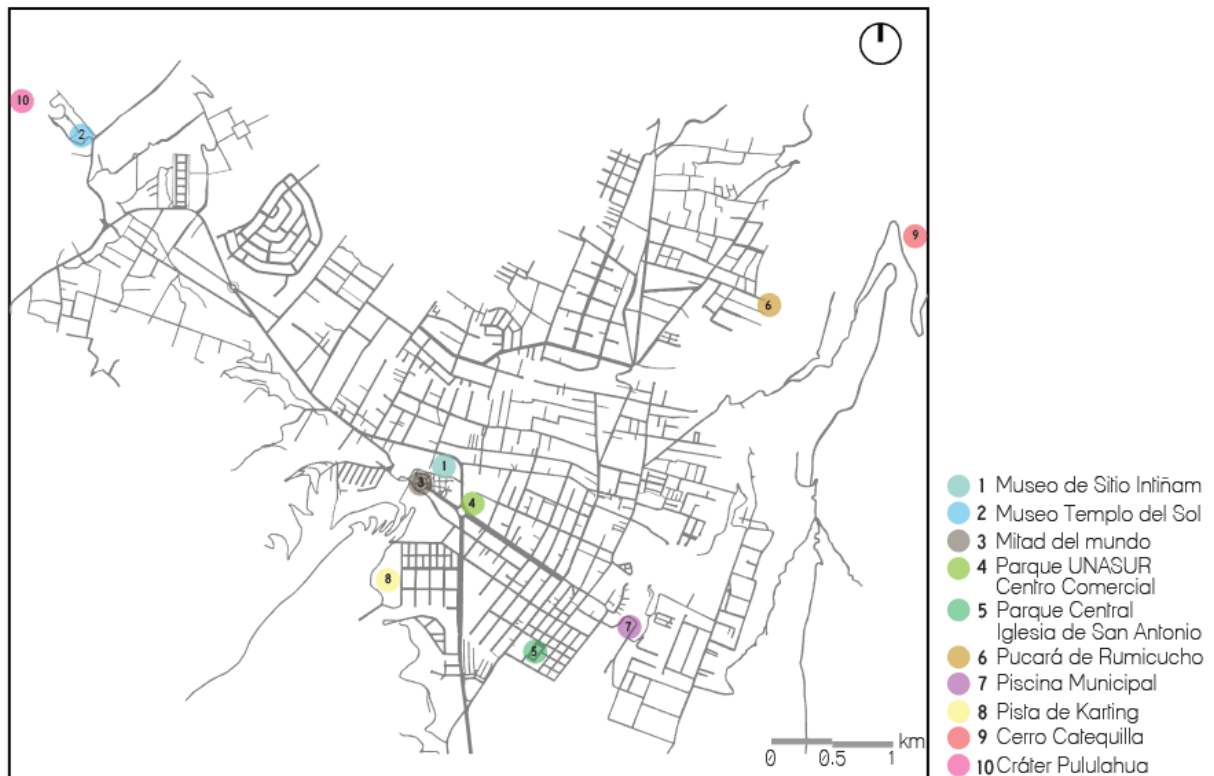 10
2
9
6
1
3
4
8
7
5
km
0 0.5 1
1 Museo de Sitio Intiñam
2 Museo Templo del Sol
3 Mitad del mundo
4 Parque UNASUR
Centro Comercial
5 Parque Central
Iglesia de San Antonio
6 Pucará de Rumicucho
7 Piscina Municipal
8 Pista de Karting
9 Cerro Catequilla
10 Cráter Pululahua